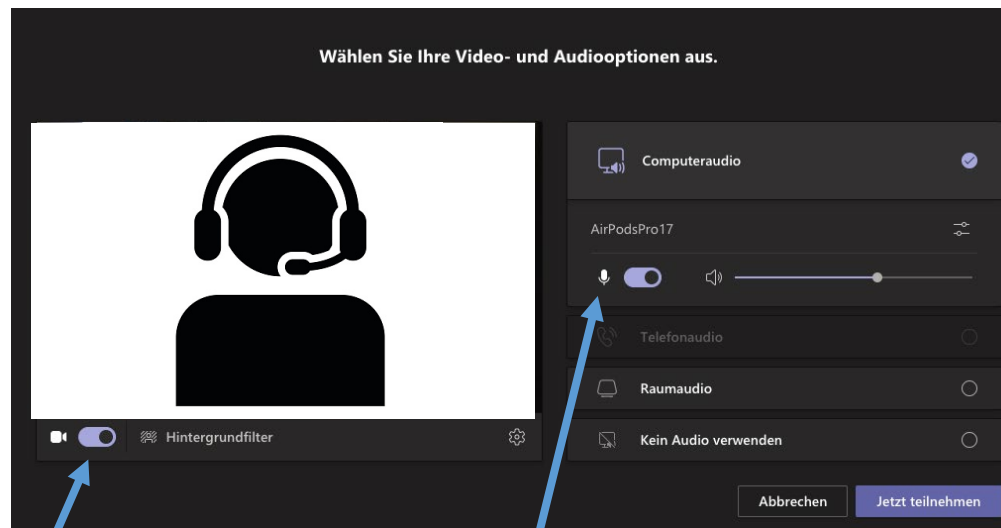 Wählen Sie Ihre Video- und Audiooptionen aus.
Computeraudio
AirPodsPro17
Telefonaudio
Raumaudio
Hintergrundfilter
Kein Audio verwenden
Abbrechen
Jetzt teilnehmen